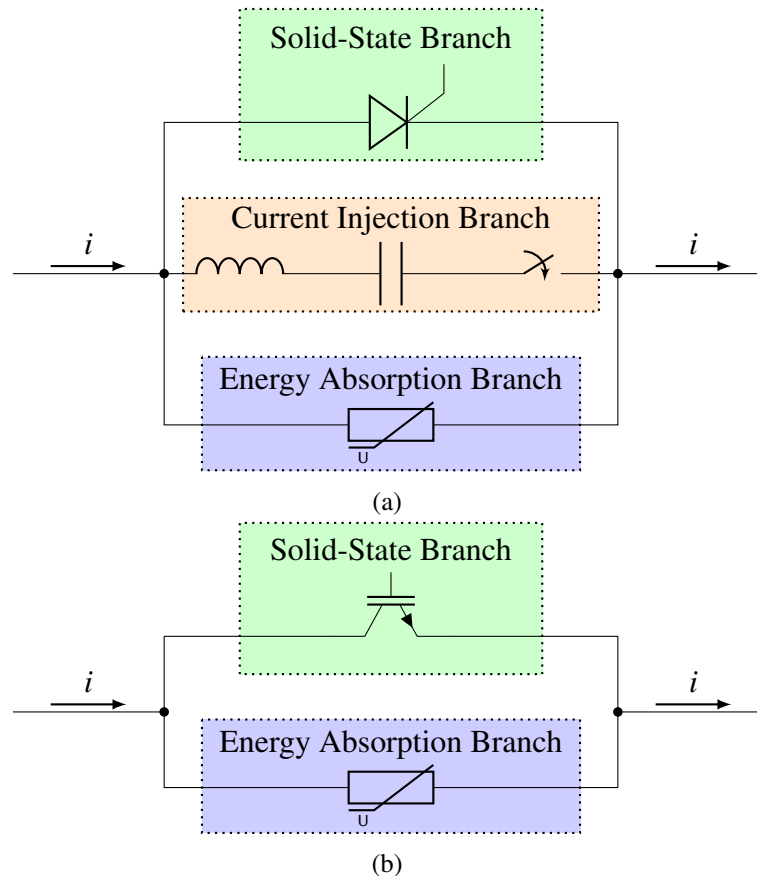 Solid-State Branch
Current Injection Branch
i
i
Energy Absorption Branch
U
(a)
Solid-State Branch
i
i
Energy Absorption Branch
U
(b)